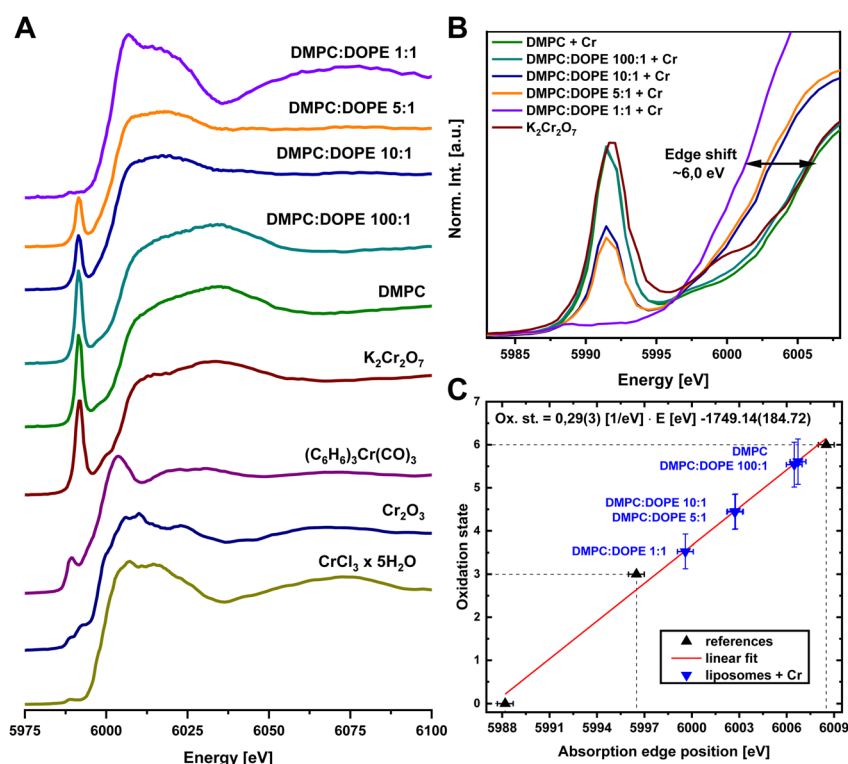 A
DMPC:DOPE 1:1
DMPC:DOPE 5:1
DMPC:DOPE 10:1
DMPC:DOPE 100:1
DMPC
K₂Cr₂O₇
(C₆H₆)₃Cr(CO)₃
Cr₂O₃
CrCl₃ x 5H₂O
5975 6000 6025 6050 6075 6100
Energy [eV]
B
Norm. Int. [a.u.]
DMPC + Cr
DMPC:DOPE 100:1 + Cr
DMPC:DOPE 10:1 + Cr
DMPC:DOPE 5:1 + Cr
DMPC:DOPE 1:1 + Cr
K₂Cr₂O₇
Edge shift
~6,0 eV
5985 5990 5995 6000 6005
Energy [eV]
C
Ox. st. = 0,29(3) [1/eV] · E [eV] -1749.14(184.72)
Oxidation state
7
6
5
4
3
2
1
0
DMPC
DMPC:DOPE 100:1
DMPC:DOPE 10:1
DMPC:DOPE 5:1
DMPC:DOPE 1:1
references
linear fit
liposomes + Cr
5988 5991 5994 5997 6000 6003 6006 6009
Absorption edge position [eV]